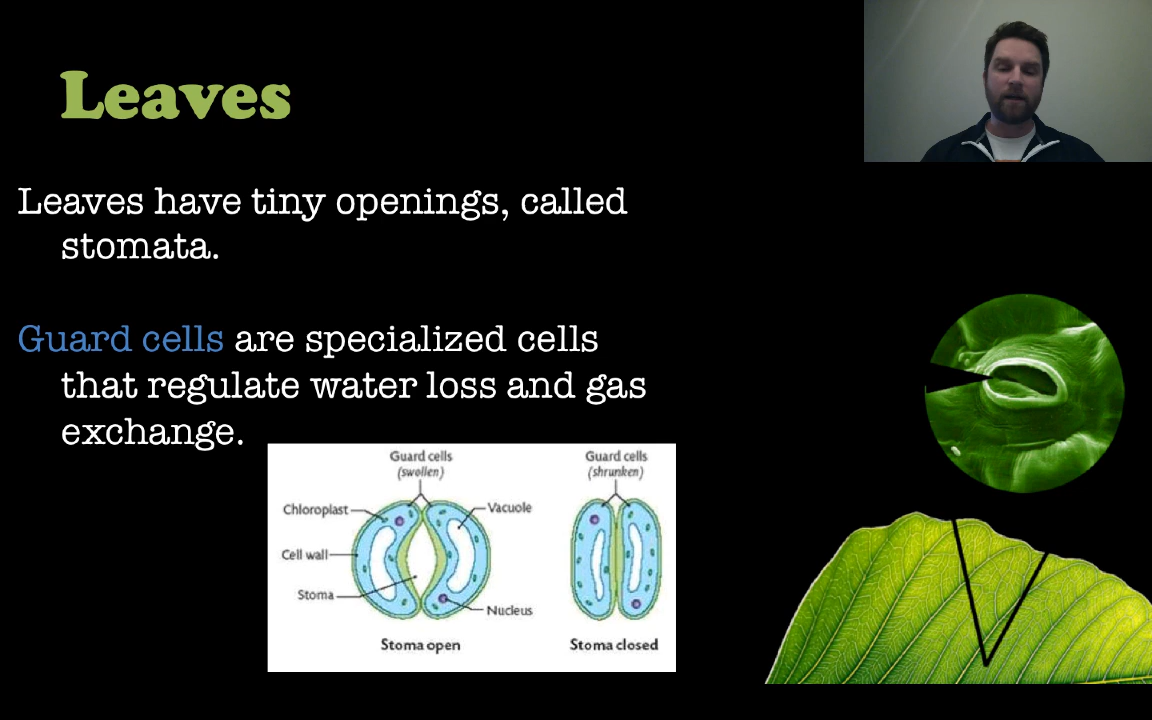 Leaves
Leaves have tiny openings, called
stomata.
Guard cells are specialized cells
that regulate water loss and gas
exchange.
Guard cells
(swollen)
Guard cells
(shrunken)
Chloroplast
Vacuole
Cell wall
Stoma
Nucleus
Stoma open
Stoma closed